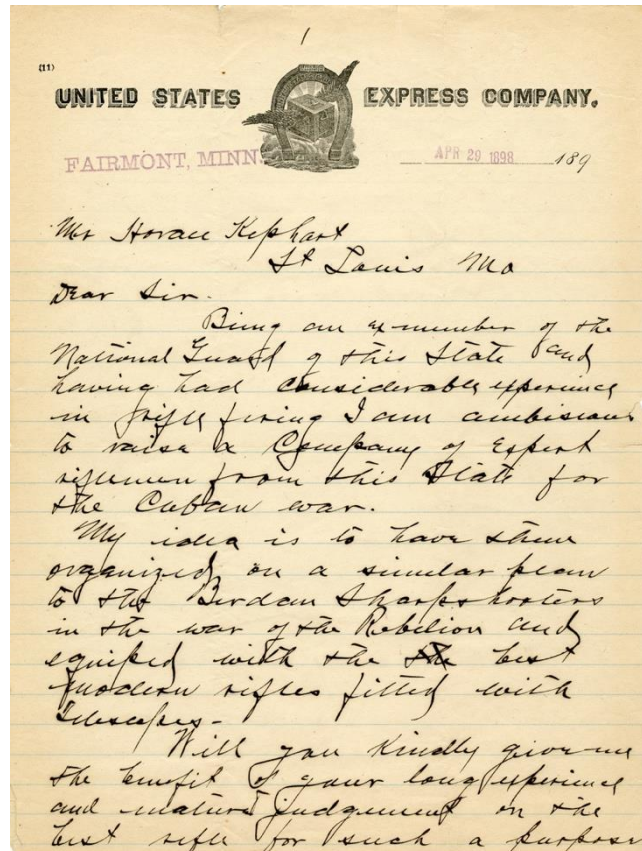 1
(11)
UNITED STATES EXPRESS COMPANY.
FAIRMONT, MINN. APR 29 1898 189
Mr Horace Kephart
St Louis Mo
Dear Sir.
Being an ex-member of the
National Guard of this State and
having had considerable experience
in rifle firing I am ambisious
to raise a Company of Expert
riflemen from this State for
the Cuban war.
My idea is to have them
organized on a similar plan
to the Berdan Sharpshooters
in the war of the Rebelion and
equiped with the the best
modern rifles fitted with
Telescopes-
Will you Kindly give me
the benefit of your long experience
and mature judgement on the
best rifle for such a purpose